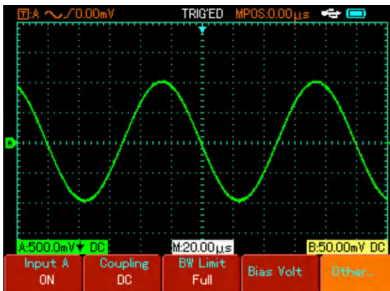 T:A 0.00mV TRIG'ED MPOS:0.00μs
A
A:500.0mV DC M:20.00μs B:50.00mV DC
Input A Coupling BW Limit Bias Volt Other..
ON DC Full